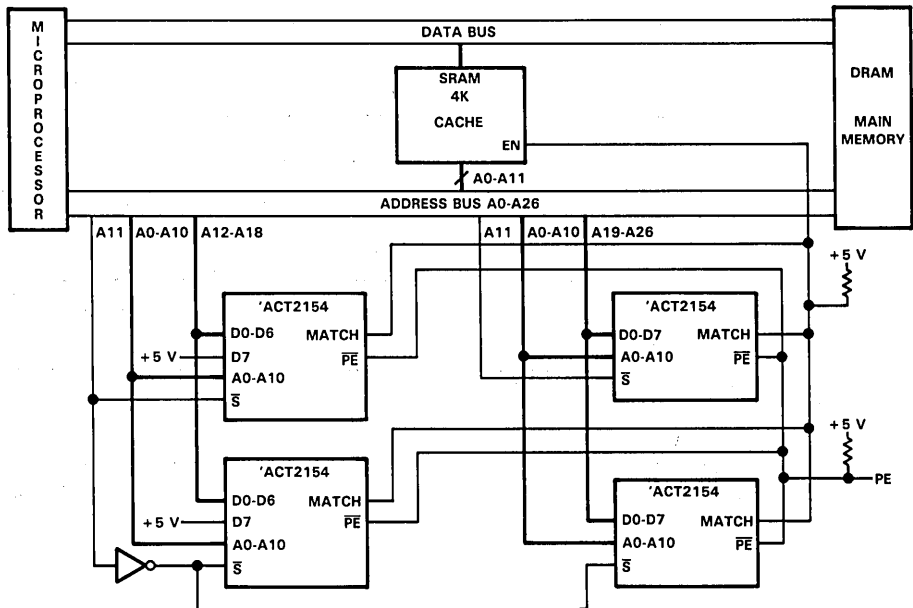 MICROPROCESSOR
DATA BUS
SRAM
4K
CACHE
EN
DRAM
MAIN
MEMORY
A0-A11
ADDRESS BUS A0-A26
A11 A0-A10 A12-A18
A11 A0-A10 A19-A26
+5 V
'ACT2154
D0-D6
MATCH
+5 V
D7
PE
A0-A10
S
'ACT2154
D0-D7
MATCH
A0-A10
PE
S
+5 V
PE
'ACT2154
D0-D6
MATCH
+5 V
D7
PE
A0-A10
S
'ACT2154
D0-D7
MATCH
A0-A10
PE
S